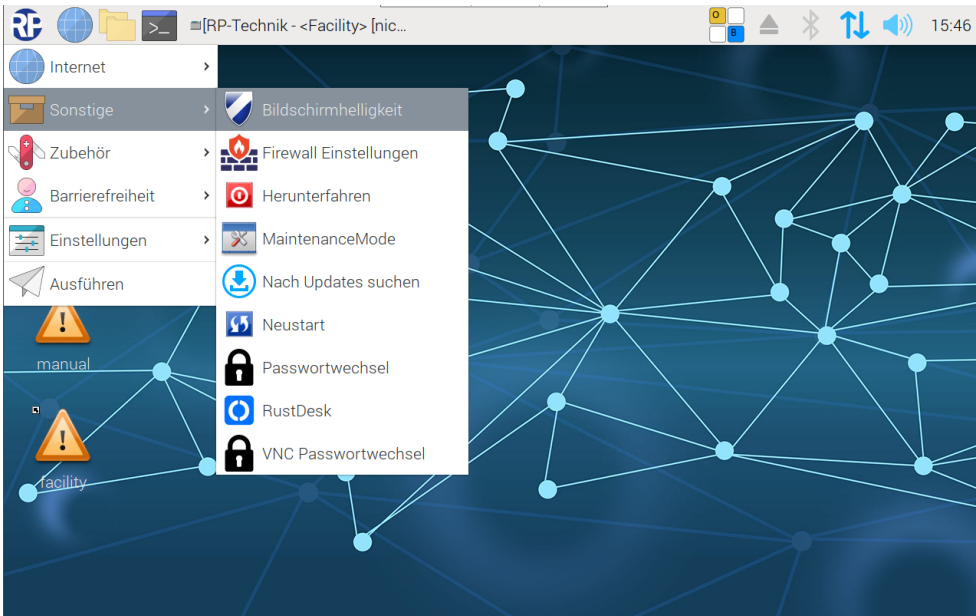 RP
>_
[RP-Technik - <Facility> [nic...
O
B
15:46
Internet
Sonstige
Zubehör
Barrierefreiheit
Einstellungen
Ausführen
Bildschirmhelligkeit
Firewall Einstellungen
Herunterfahren
MaintenanceMode
Nach Updates suchen
Neustart
Passwortwechsel
RustDesk
VNC Passwortwechsel
manual
facility